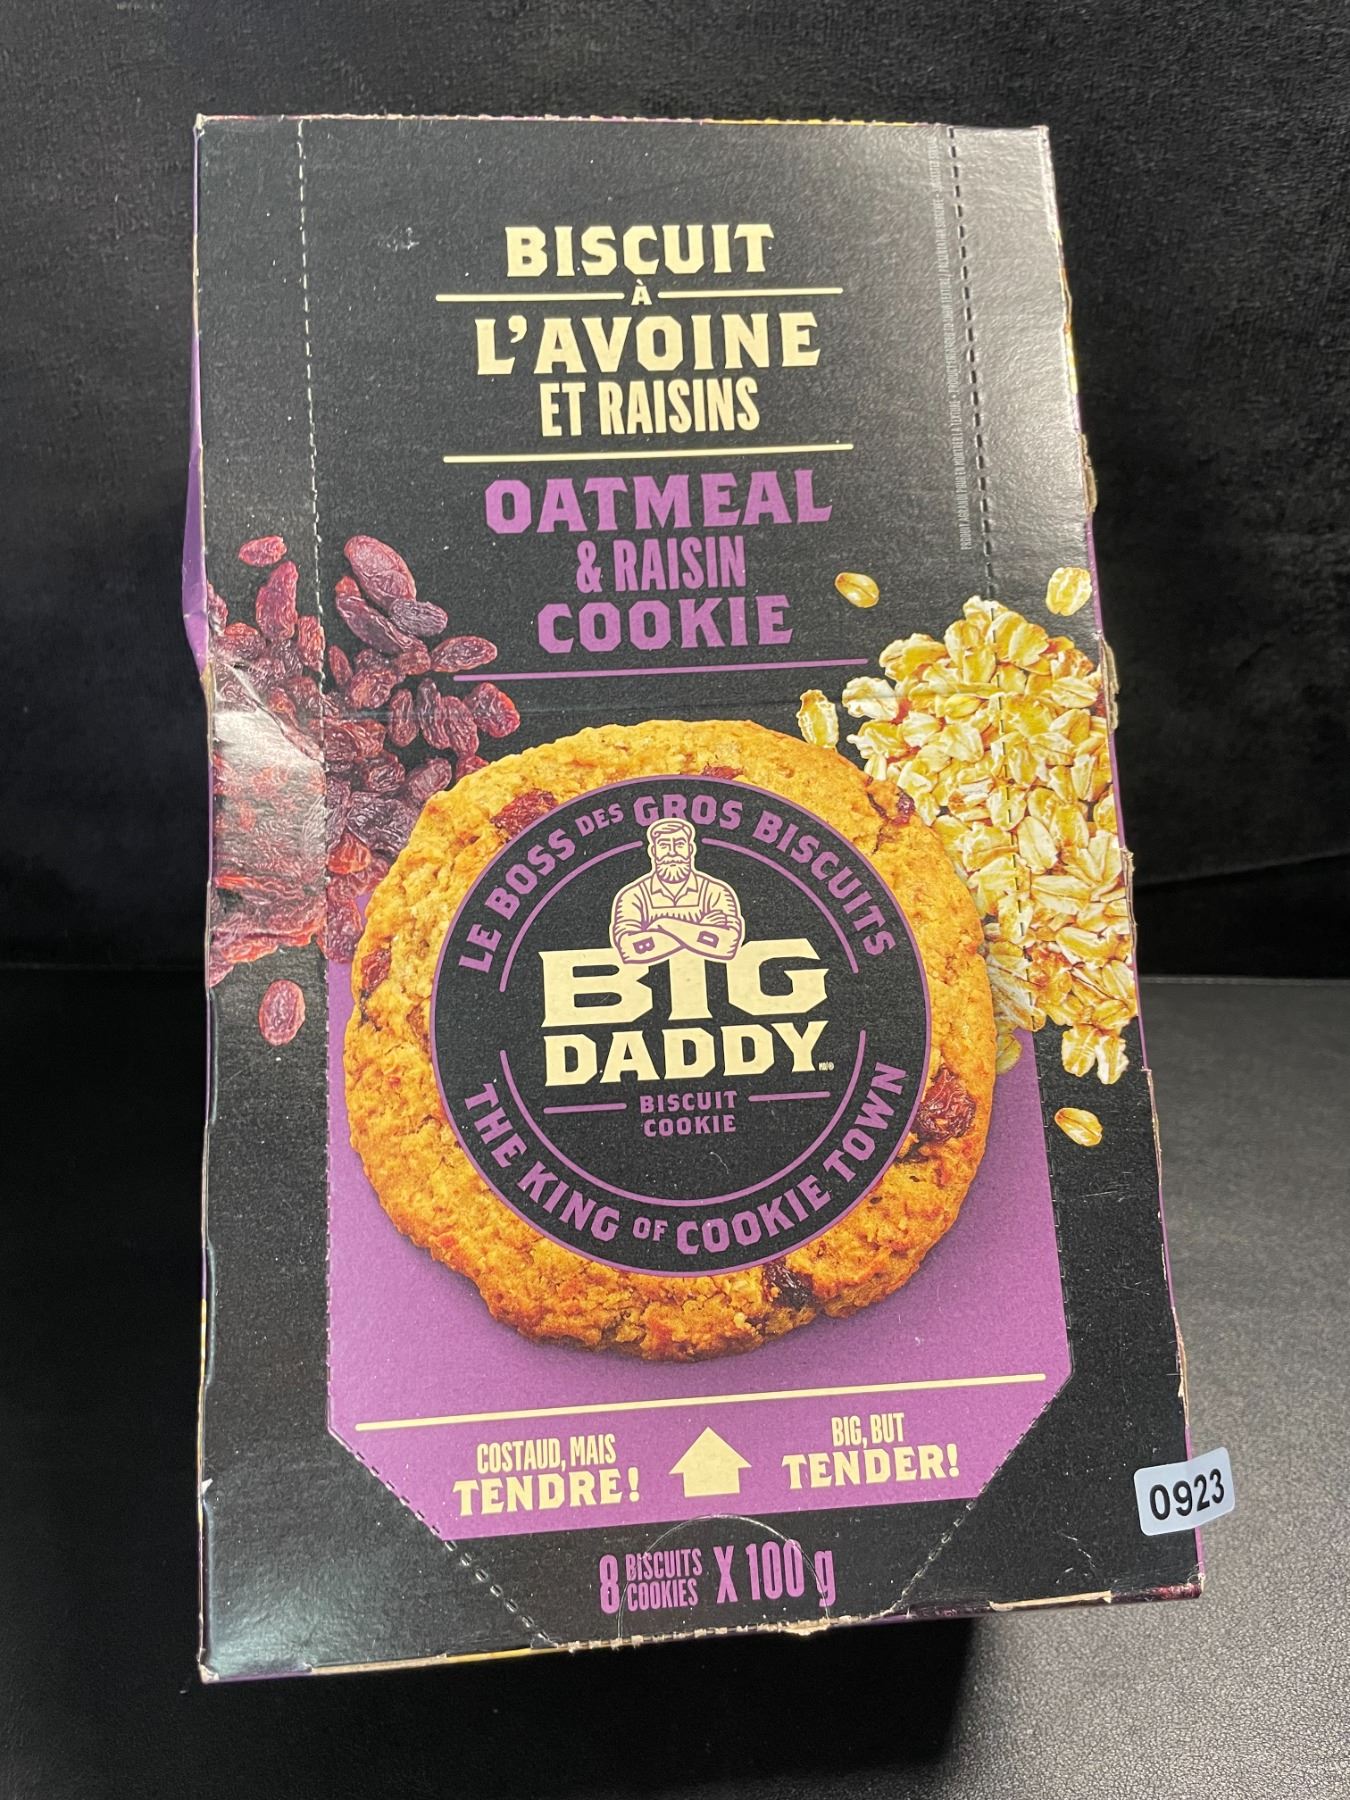 BISCUIT
À
L'AVOINE
ET RAISINS
OATMEAL
& RAISIN
COOKIE
LE BOSS DES GROS BISCUITS
B D
BIG
DADDY
BISCUIT
COOKIE
THE KING OF COOKIE TOWN
COSTAUD, MAIS
TENDRE!
BIG, BUT
TENDER!
0923
8 BISCUITS COOKIES X 100 g